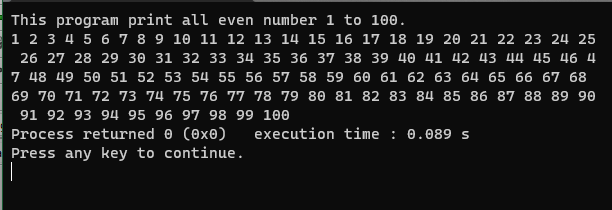 This program print all even number 1 to 100.
1 2 3 4 5 6 7 8 9 10 11 12 13 14 15 16 17 18 19 20 21 22 23 24 25
26 27 28 29 30 31 32 33 34 35 36 37 38 39 40 41 42 43 44 45 46 4
7 48 49 50 51 52 53 54 55 56 57 58 59 60 61 62 63 64 65 66 67 68
69 70 71 72 73 74 75 76 77 78 79 80 81 82 83 84 85 86 87 88 89 90
91 92 93 94 95 96 97 98 99 100
Process returned 0 (0x0)   execution time : 0.089 s
Press any key to continue.